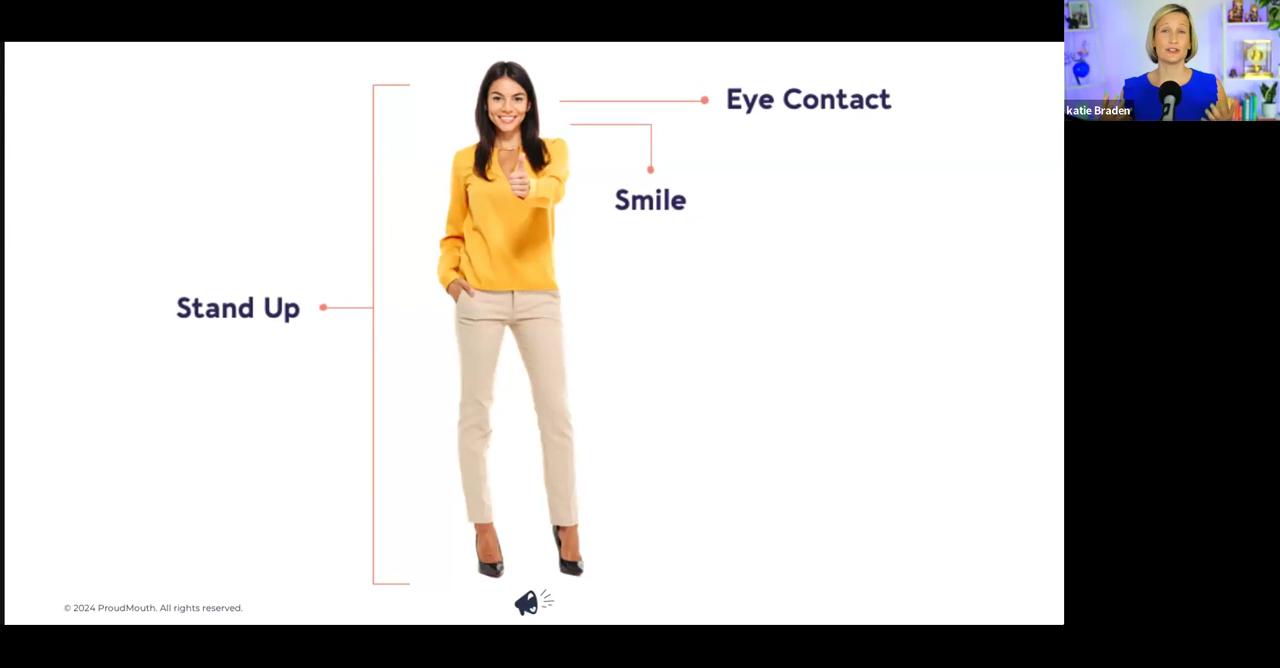 katie Braden
Eye Contact
Smile
Stand Up
© 2024 ProudMouth. All rights reserved.